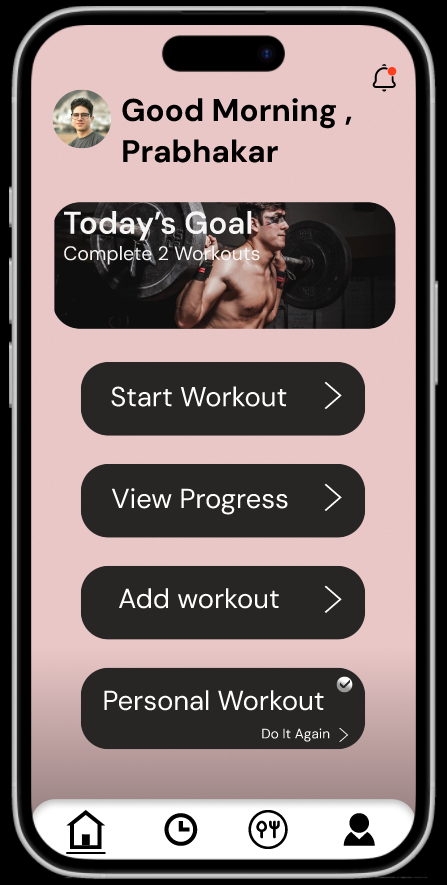 Good Morning ,
Prabhakar
Today's Goal
Complete 2 Workouts
Start Workout
View Progress
Add workout
Personal Workout
Do It Again